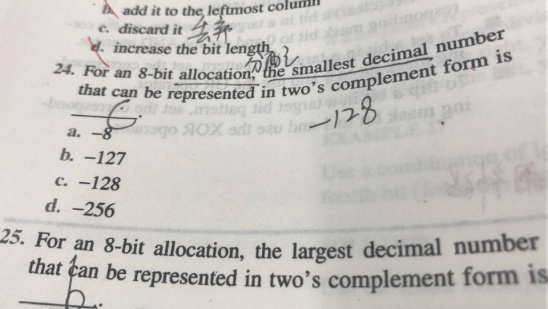 b. add it to the leftmost column
c. discard it 丢弃
d. increase the bit length
分配
24. For an 8-bit allocation, the smallest decimal number
that can be represented in two's complement form is
c.
-128
a. -8
b. -127
c. -128
d. -256
25. For an 8-bit allocation, the largest decimal number
that can be represented in two's complement form is
b.